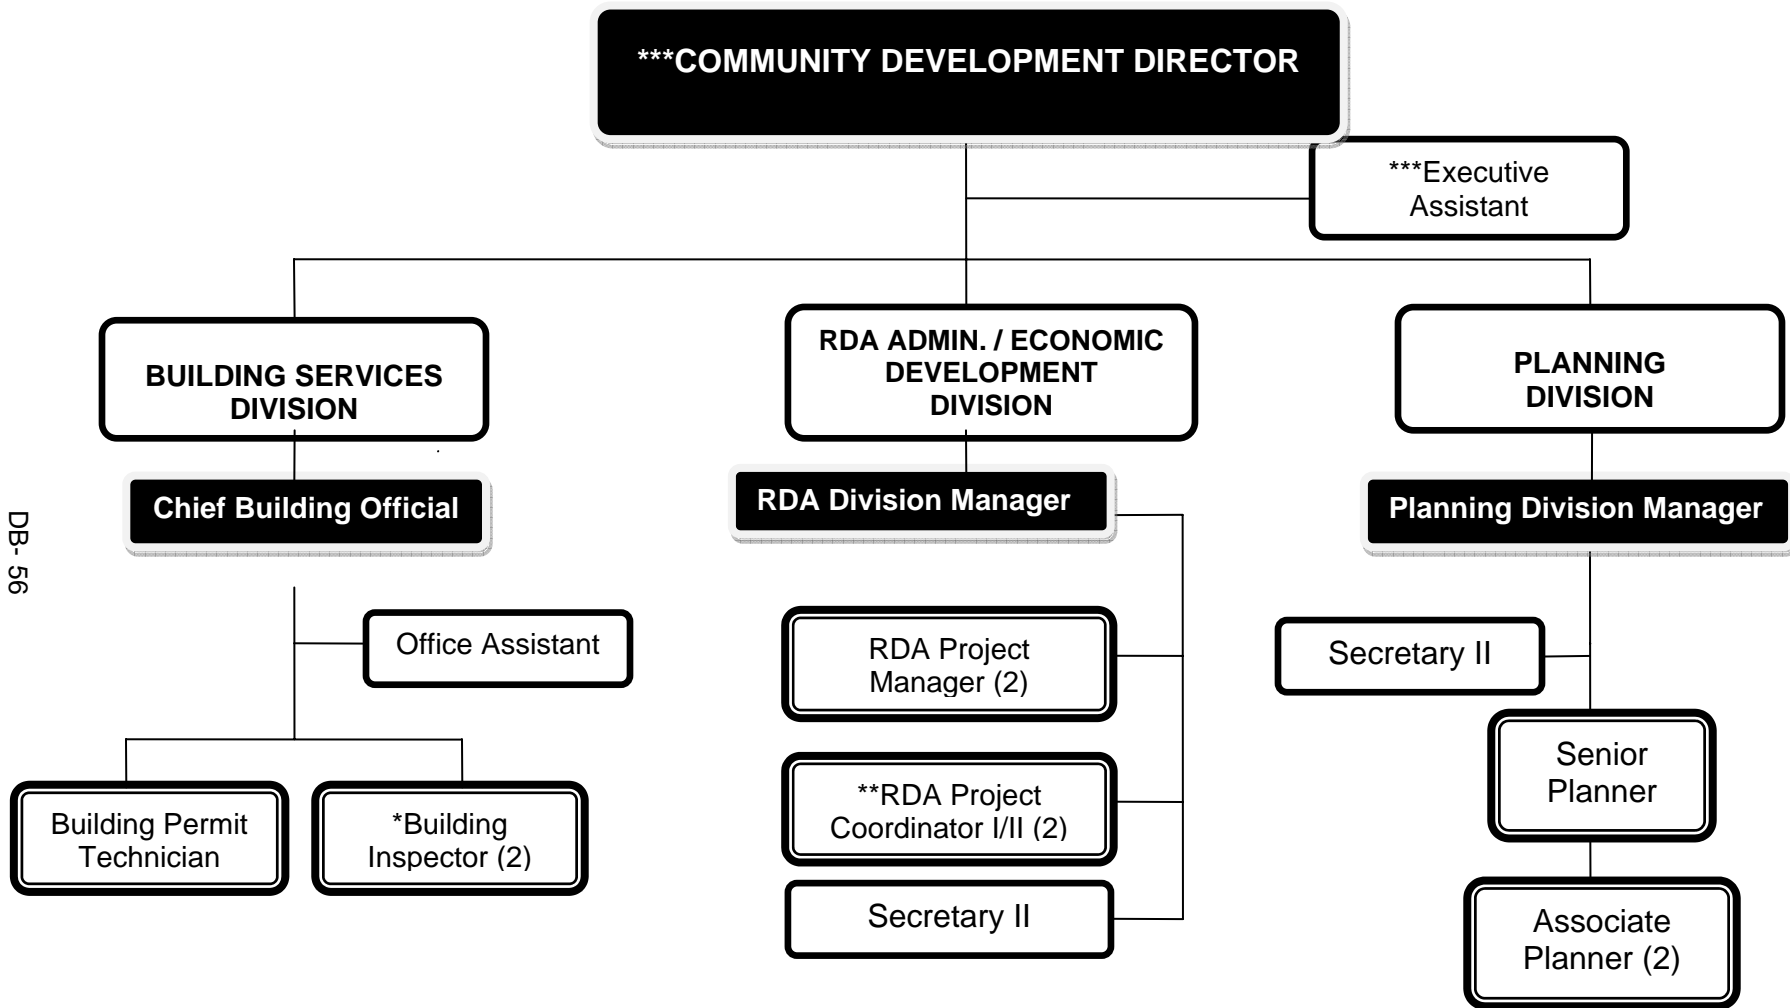 ***COMMUNITY DEVELOPMENT DIRECTOR
***Executive
Assistant
BUILDING SERVICES
DIVISION
.
Chief Building Official
Office Assistant
Building Permit
Technician
*Building
Inspector (2)
RDA ADMIN. / ECONOMIC
DEVELOPMENT
DIVISION
RDA Division Manager
RDA Project
Manager (2)
**RDA Project
Coordinator I/II (2)
Secretary II
PLANNING
DIVISION
Planning Division Manager
Secretary II
Senior
Planner
Associate
Planner (2)
DB- 56